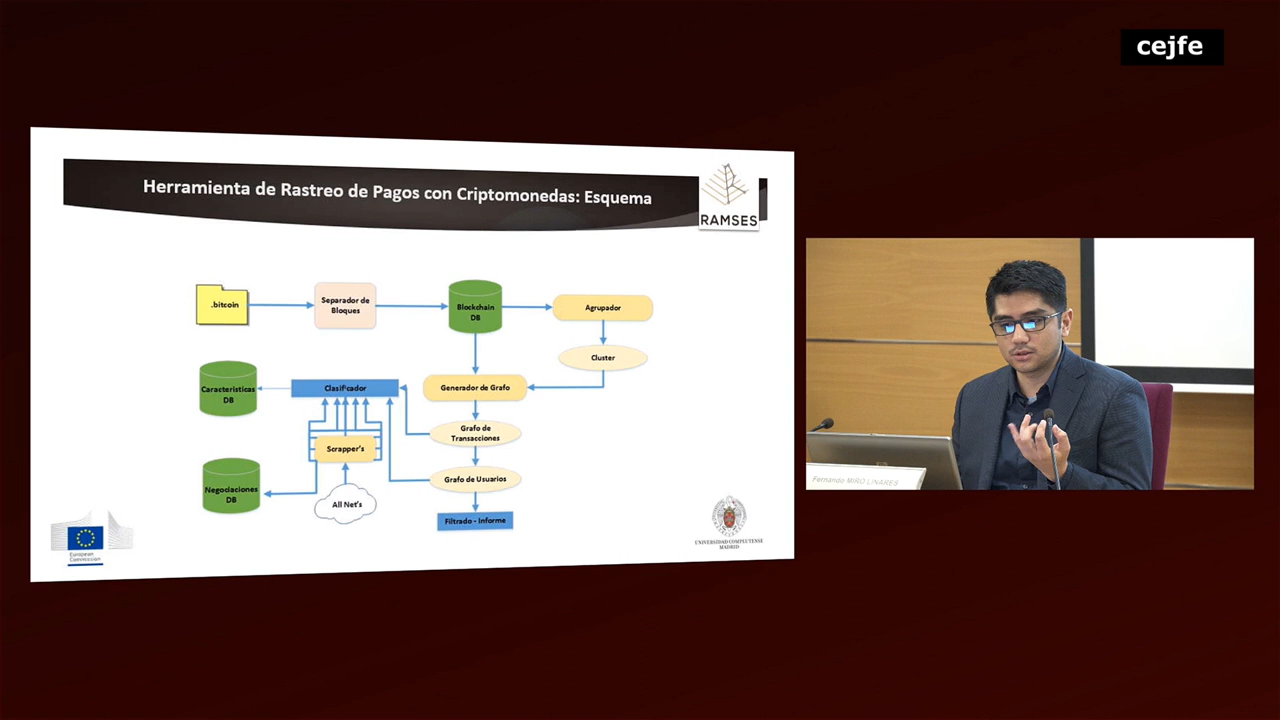 cejfe
Herramienta de Rastreo de Pagos con Criptomonedas: Esquema
RAMSES
.bitcoin
Separador de
Bloques
Blockchain
DB
Agrupador
Cluster
Caracteristicas
DB
Clasificador
Generador de Grafo
Grafo de
Transacciones
Scrapper's
Grafo de Usuarios
Negociaciones
DB
All Net's
Filtrado - Informe
European
Commission
UNIVERSIDAD COMPLUTENSE
MADRID
Fernando MIRO LINARES